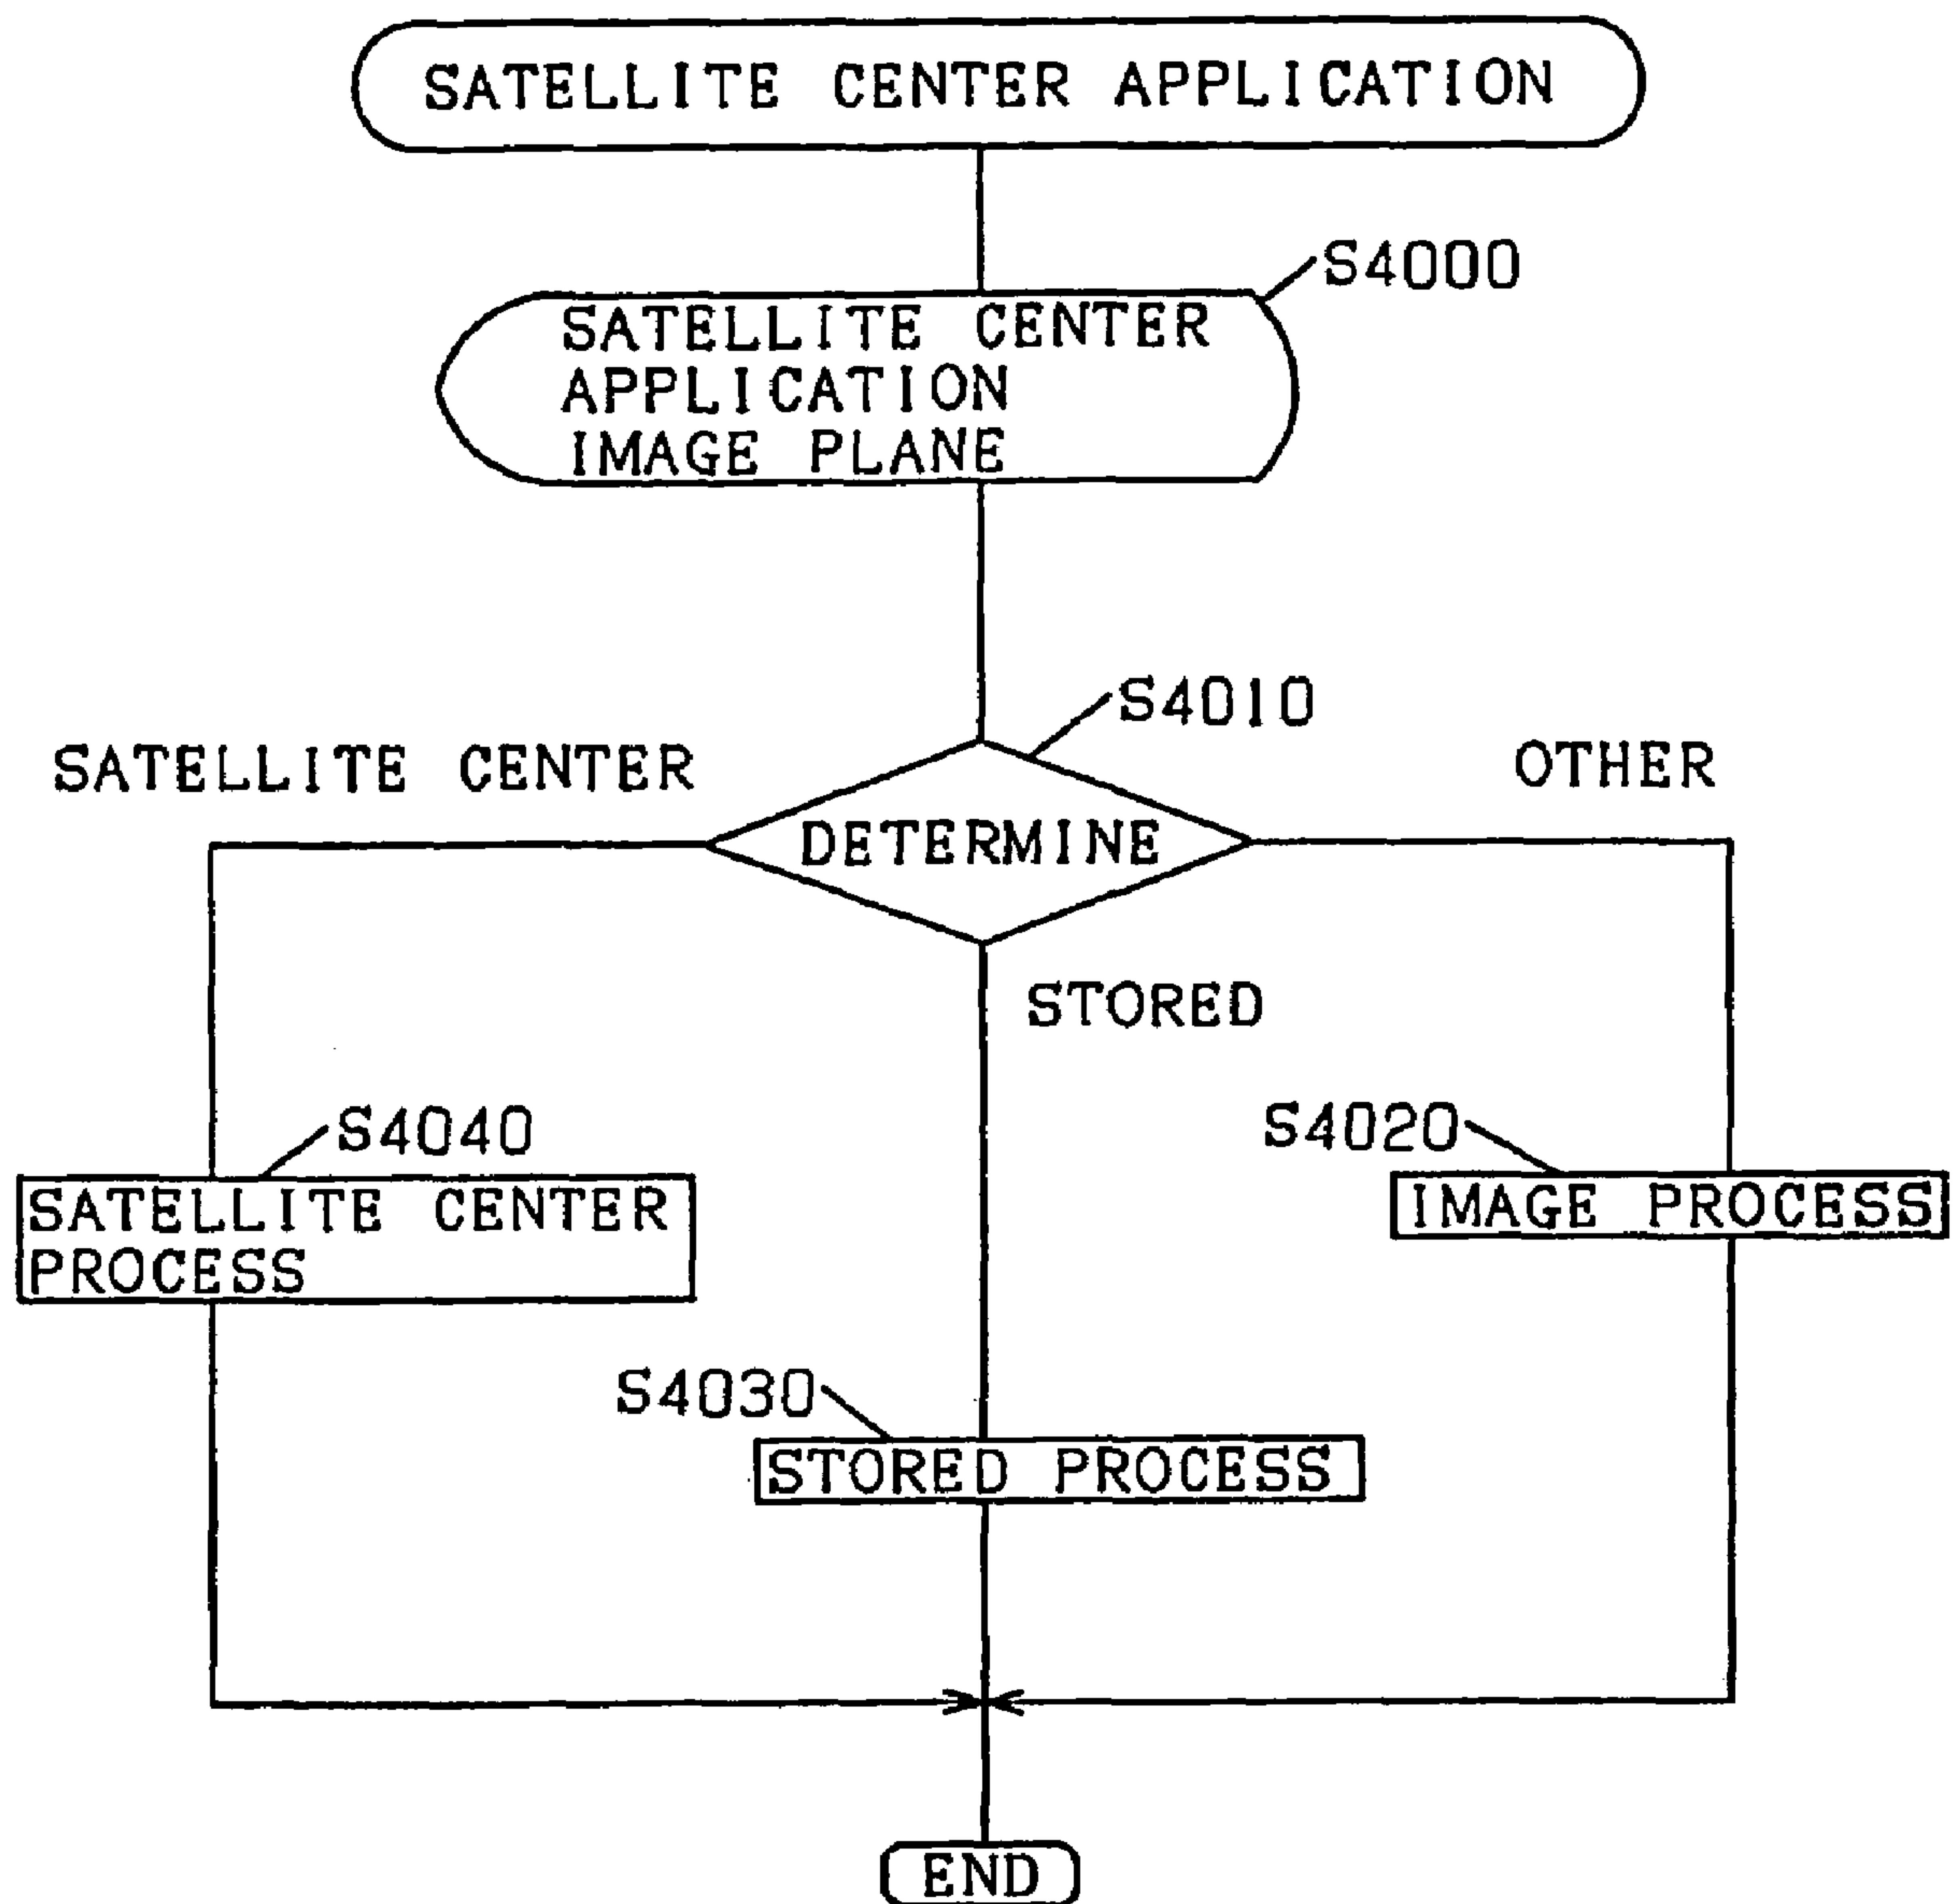 SATELLITE CENTER APPLICATION
S4000
SATELLITE CENTER
APPLICATION
IMAGE PLANE
S4010
SATELLITE CENTER
OTHER
DETERMINE
STORED
S4040
S4020
SATELLITE CENTER
PROCESS
IMAGE PROCESS
S4030
STORED PROCESS
END